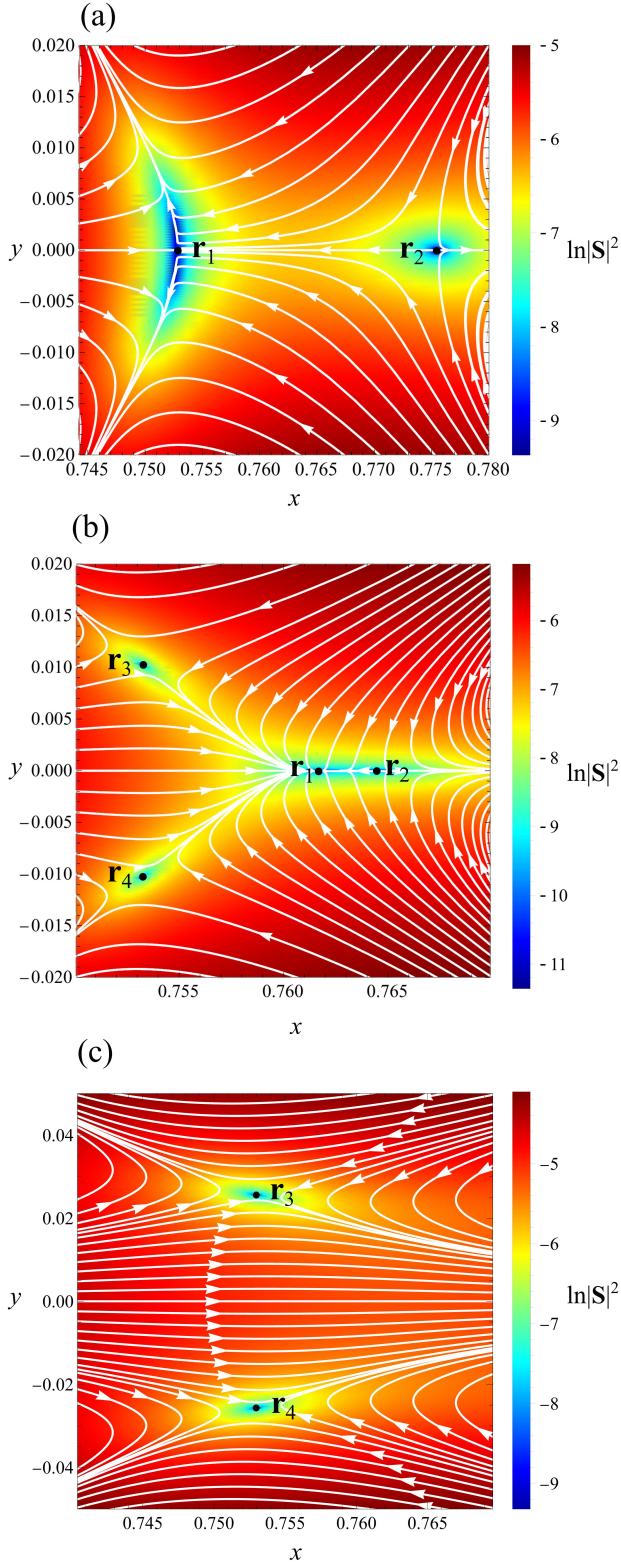 (a)
0.020
0.015
0.010
0.005
y 0.000
-0.005
-0.010
-0.015
-0.020
r1
r2
0.745 0.750 0.755 0.760 0.765 0.770 0.775 0.780
x
-5
-6
-7
-8
-9
ln|S|²
(b)
0.020
0.015
0.010
0.005
y 0.000
-0.005
-0.010
-0.015
-0.020
r3
r1
r2
r4
0.755 0.760 0.765
x
-6
-7
-8
-9
-10
-11
ln|S|²
(c)
0.04
0.02
y 0.00
-0.02
-0.04
r3
r4
0.745 0.750 0.755 0.760 0.765
x
-5
-6
-7
-8
-9
ln|S|²